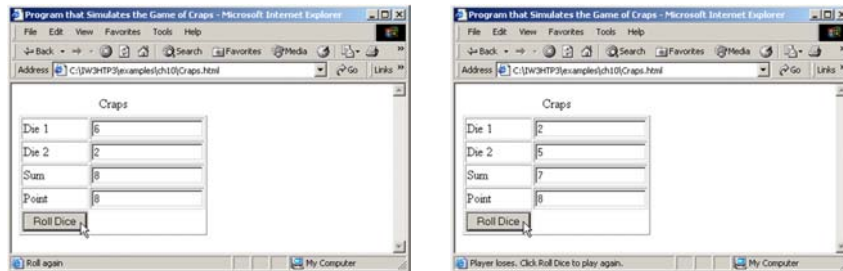 Program that Simulates the Game of Craps - Microsoft Internet Explorer
File Edit View Favorites Tools Help
Back Search Favorites Media »
Address C:\IW3HTP3\examples\ch10\Craps.html Go Links »
Craps
Die 1 6
Die 2 2
Sum 8
Point 8
Roll Dice
Roll again My Computer
Program that Simulates the Game of Craps - Microsoft Internet Explorer
File Edit View Favorites Tools Help
Back Search Favorites Media »
Address C:\IW3HTP3\examples\ch10\Craps.html Go Links »
Craps
Die 1 2
Die 2 5
Sum 7
Point 8
Roll Dice
Player loses. Click Roll Dice to play again. My Computer